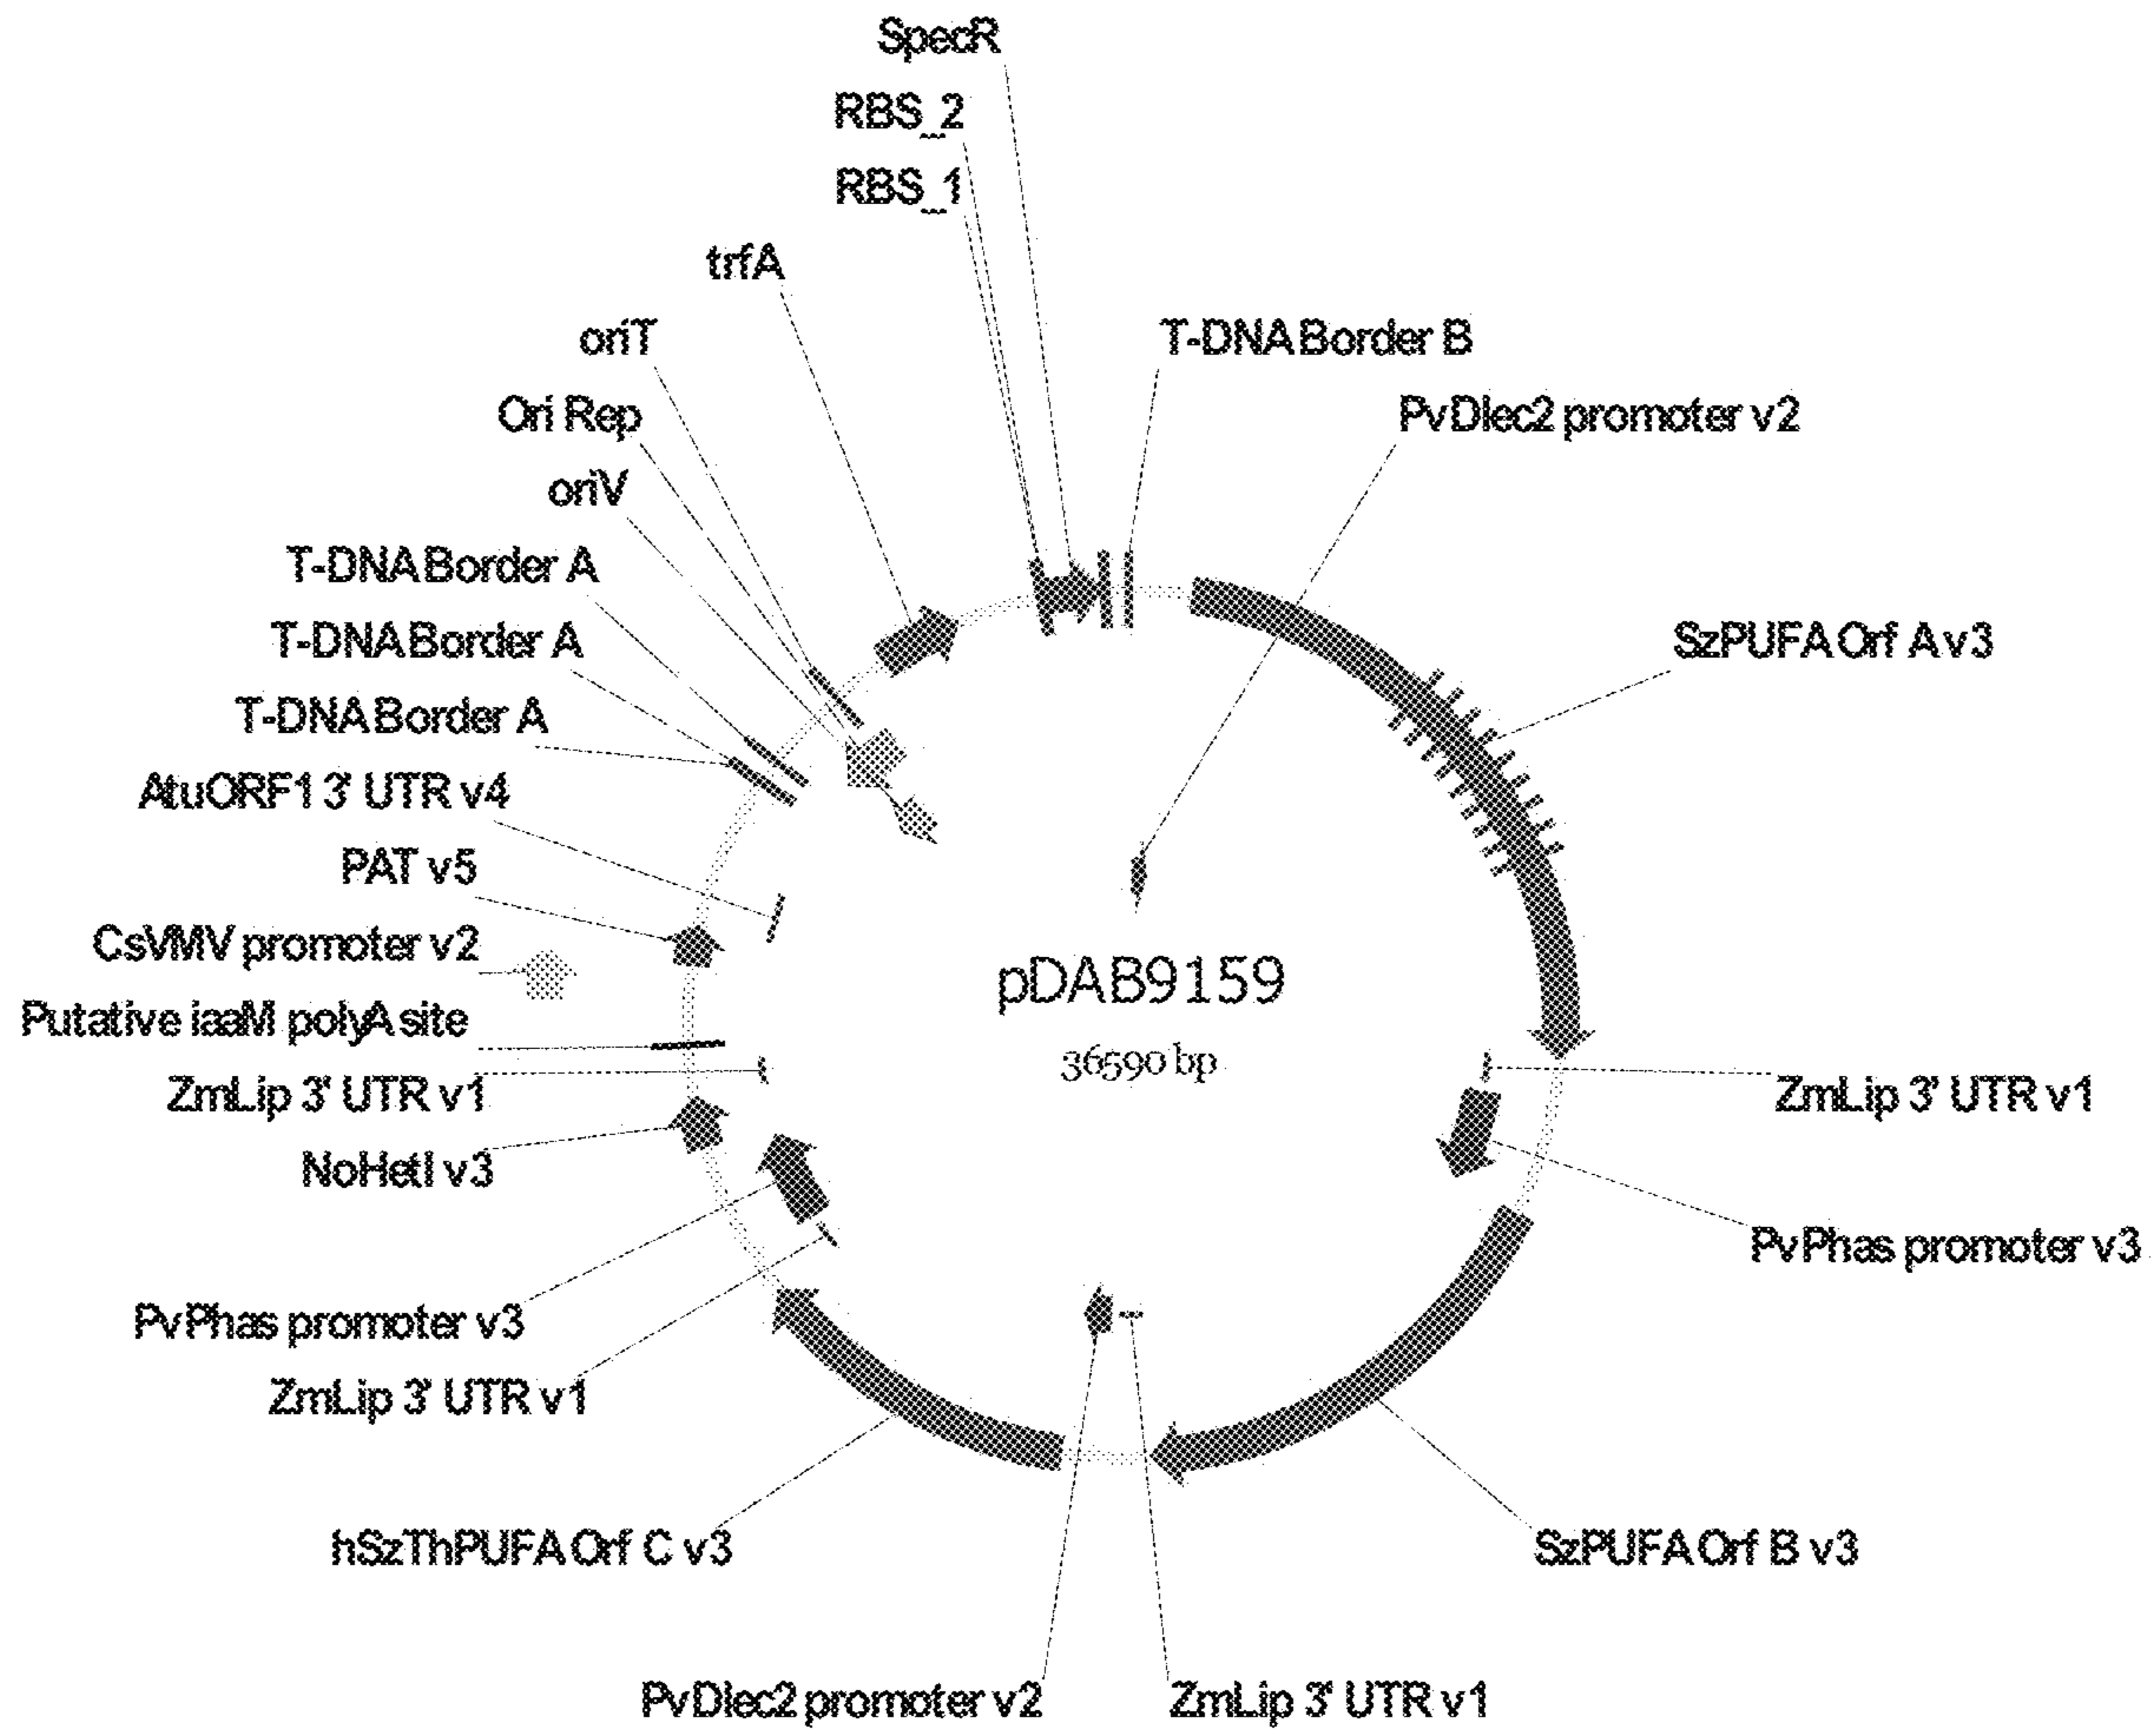 SpecR
RBS_2
RBS_1
trfA
oriT
T-DNA Border B
Ori Rep
PvDlec2 promoter v2
oriV
T-DNA Border A
T-DNA Border A
SzPUFA Orf A v3
T-DNA Border A
AtuORF1 3' UTR v4
PAT v5
CsVMV promoter v2
pDAB9159
Putative iaaM polyA site
36590 bp
ZmLip 3' UTR v1
ZmLip 3' UTR v1
NoHetI v3
PvPhas promoter v3
PvPhas promoter v3
ZmLip 3' UTR v1
hSzThPUFA Orf C v3
SzPUFA Orf B v3
PvDlec2 promoter v2
ZmLip 3' UTR v1